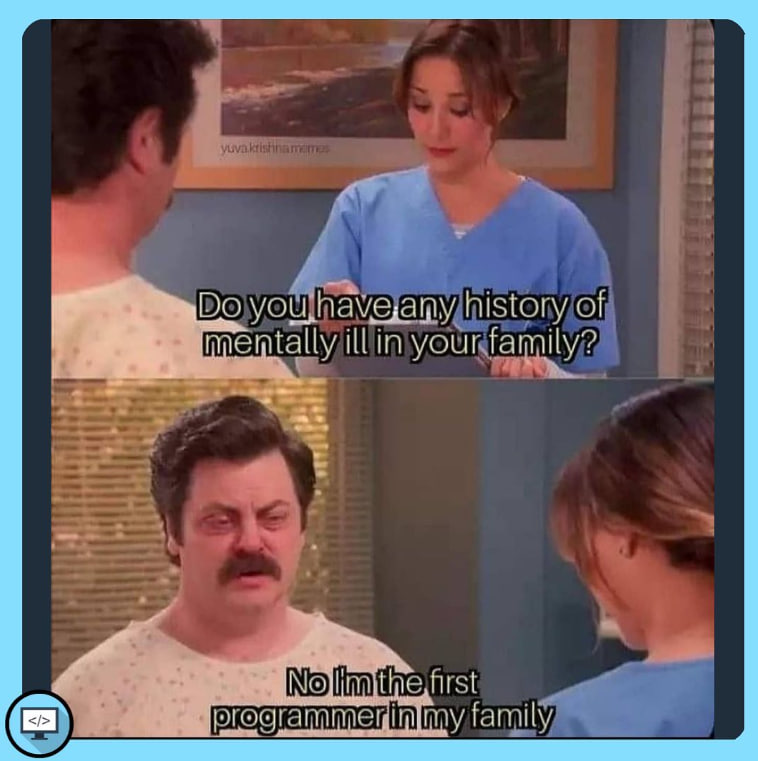 yuva.krishna.memes
Do you have any history of
mentally ill in your family?
No I'm the first
programmer in my family
</>